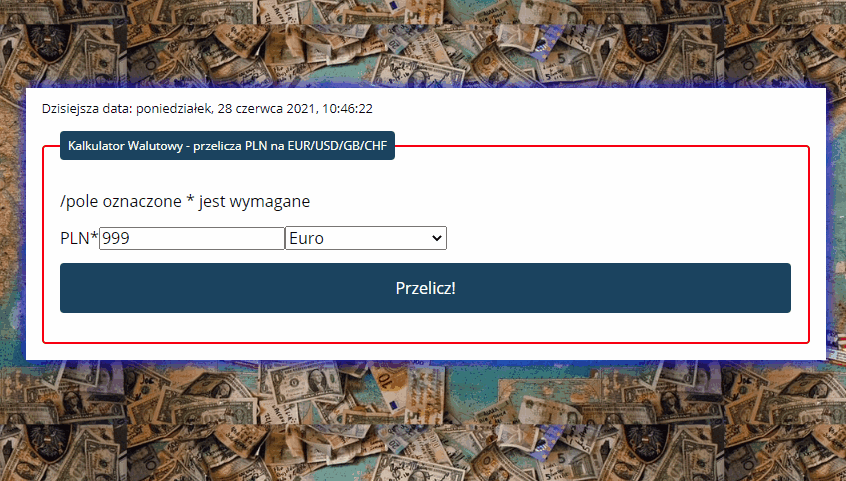 Dzisiejsza data: poniedziałek, 28 czerwca 2021, 10:46:22
Kalkulator Walutowy - przelicza PLN na EUR/USD/GB/CHF
/pole oznaczone * jest wymagane
PLN*999 Euro
Przelicz!